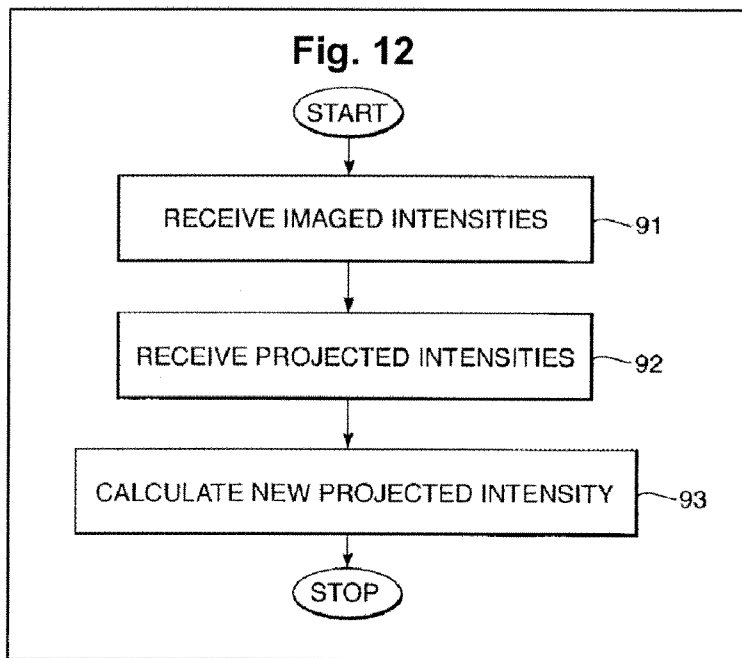 Fig. 12
START
RECEIVE IMAGED INTENSITIES
91
RECEIVE PROJECTED INTENSITIES
92
CALCULATE NEW PROJECTED INTENSITY
93
STOP